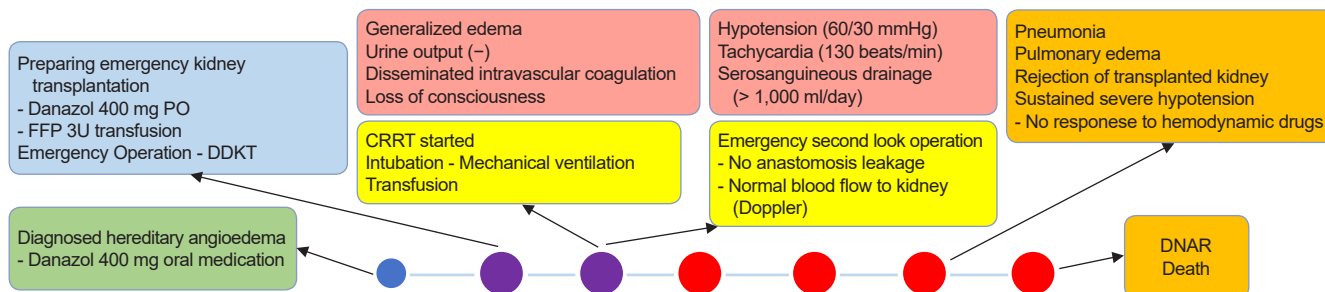 Preparing emergency kidney
transplantation
- Danazol 400 mg PO
- FFP 3U transfusion
Emergency Operation - DDKT
Generalized edema
Urine output (−)
Disseminated intravascular coagulation
Loss of consciousness
Hypotension (60/30 mmHg)
Tachycardia (130 beats/min)
Serosanguineous drainage
(> 1,000 ml/day)
Pneumonia
Pulmonary edema
Rejection of transplanted kidney
Sustained severe hypotension
- No responese to hemodynamic drugs
CRRT started
Intubation - Mechanical ventilation
Transfusion
Emergency second look operation
- No anastomosis leakage
- Normal blood flow to kidney
(Doppler)
Diagnosed hereditary angioedema
- Danazol 400 mg oral medication
DNAR
Death